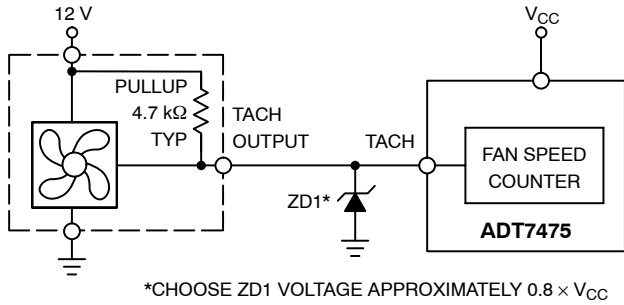 12 V
V_CC
PULLUP
4.7 kΩ
TYP
TACH
OUTPUT
TACH
FAN SPEED
COUNTER
ZD1*
ADT7475
*CHOOSE ZD1 VOLTAGE APPROXIMATELY 0.8 × V_CC